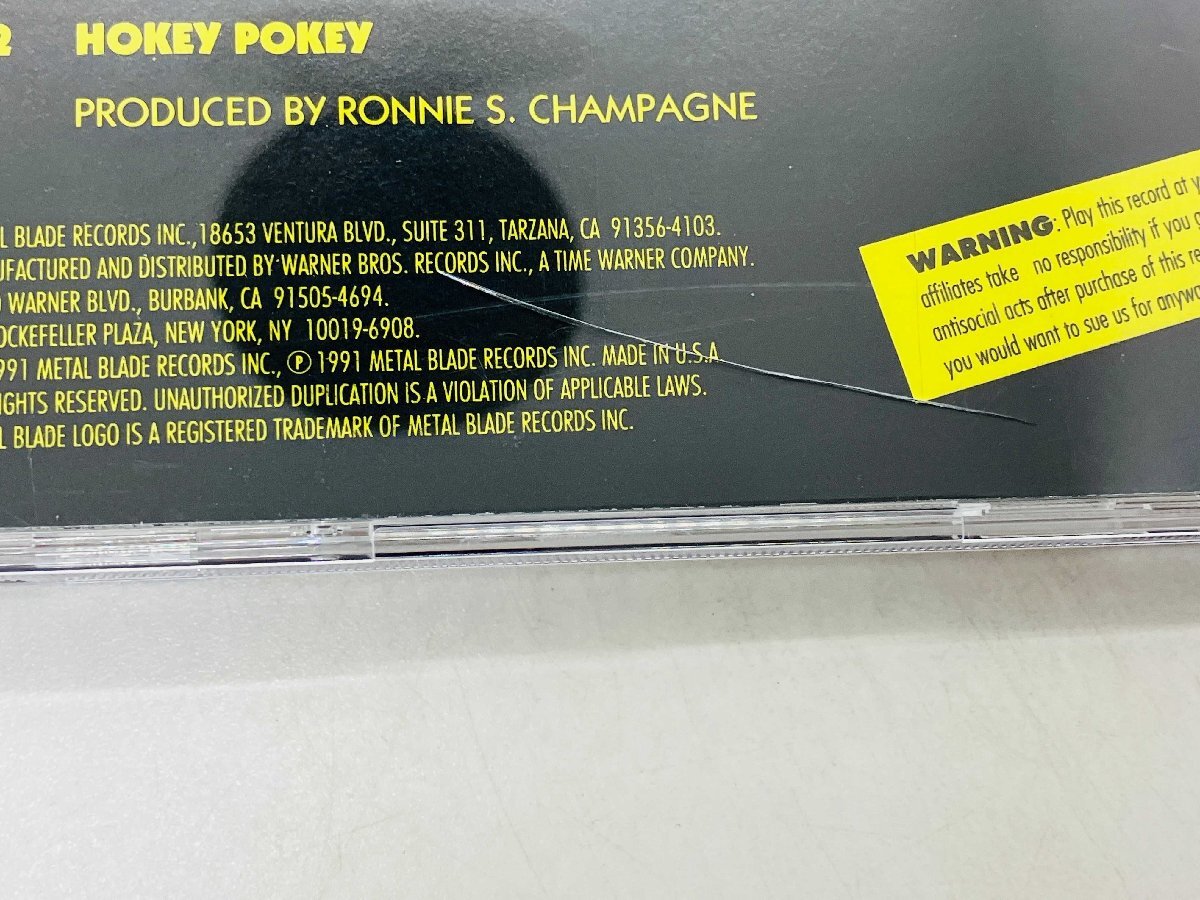 2 HOKEY POKEY
PRODUCED BY RONNIE S. CHAMPAGNE
L BLADE RECORDS INC.,18653 VENTURA BLVD., SUITE 311, TARZANA, CA 91356-4103.
UFACTURED AND DISTRIBUTED BY WARNER BROS. RECORDS INC., A TIME WARNER COMPANY.
WARNER BLVD., BURBANK, CA 91505-4694.
OCKEFELLER PLAZA, NEW YORK, NY 10019-6908.
991 METAL BLADE RECORDS INC., ℗ 1991 METAL BLADE RECORDS INC. MADE IN U.S.A
IGHTS RESERVED. UNAUTHORIZED DUPLICATION IS A VIOLATION OF APPLICABLE LAWS.
L BLADE LOGO IS A REGISTERED TRADEMARK OF METAL BLADE RECORDS INC.
WARNING: Play this record at y
affiliates take no responsibility if you g
antisocial acts after purchase of this re
you would want to sue us for anyway